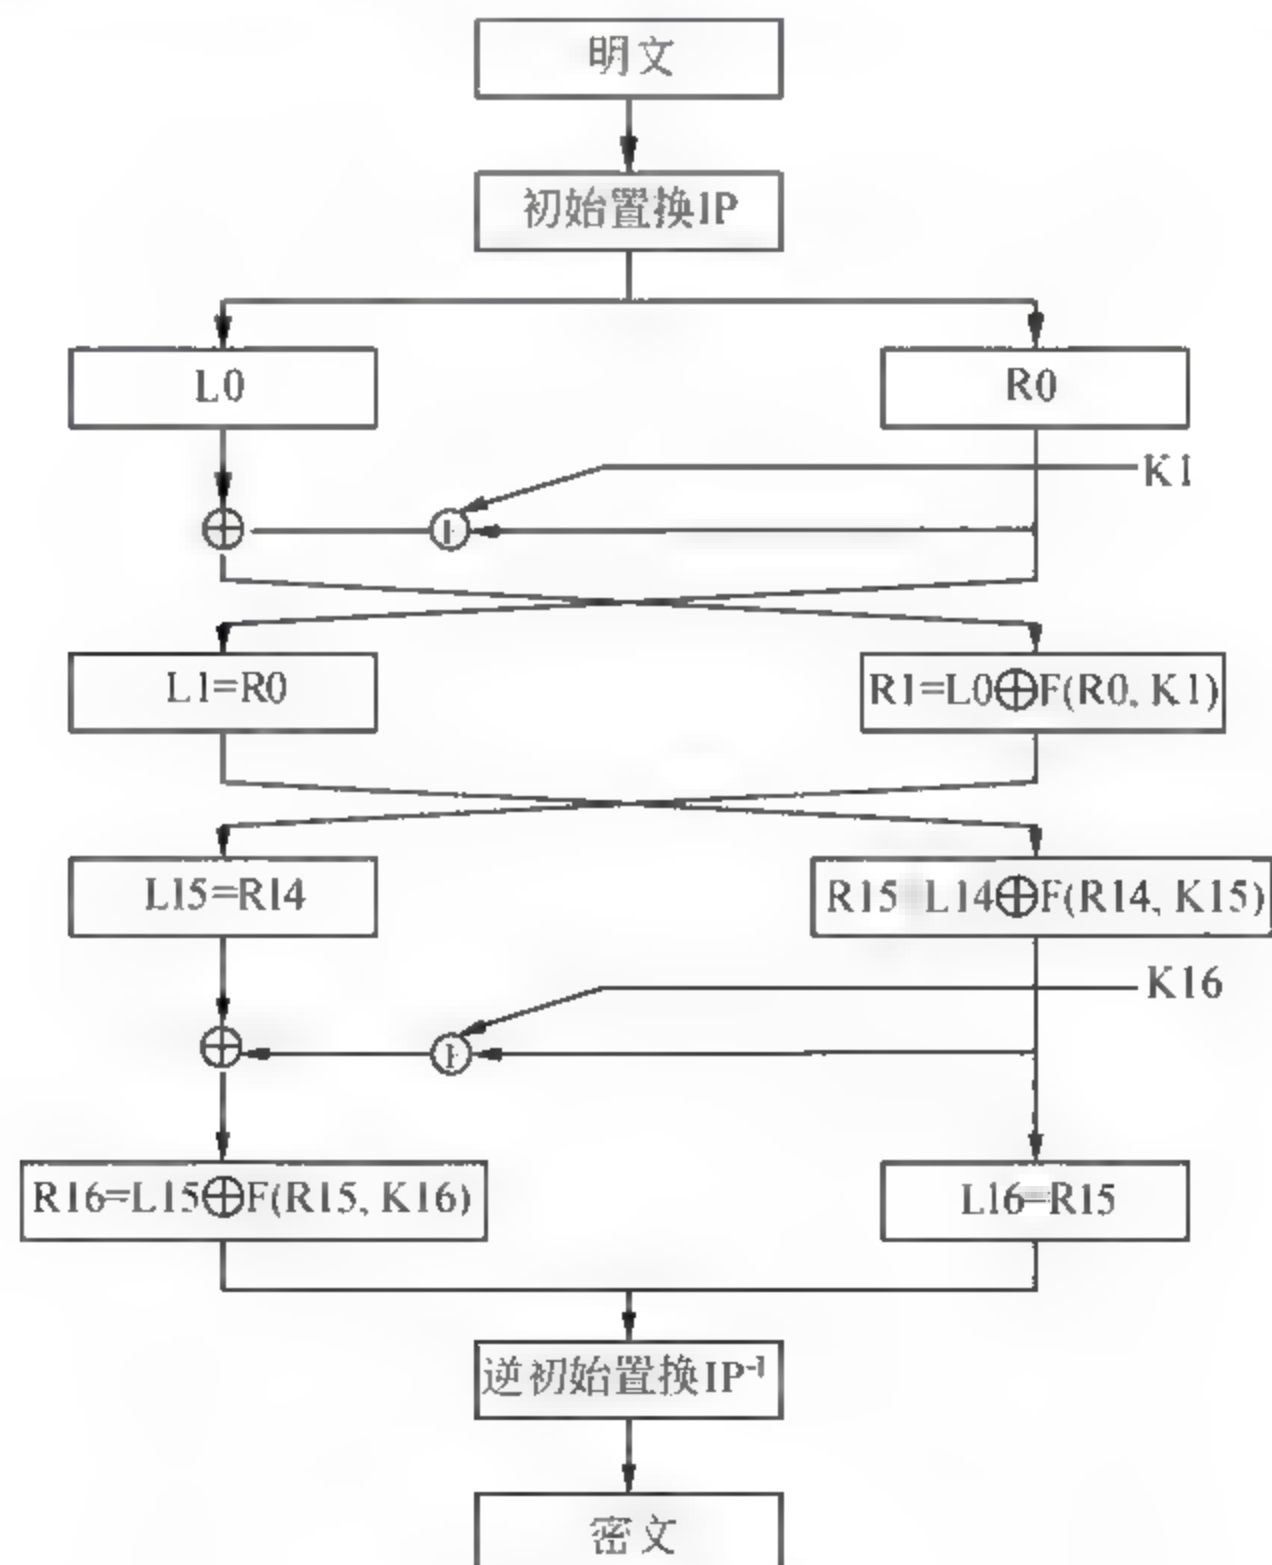 明文
初始置换IP
L0
R0
K1
F
L1=R0
R1=L0⊕F(R0, K1)
L15=R14
R15=L14⊕F(R14, K15)
K16
F
R16=L15⊕F(R15, K16)
L16=R15
逆初始置换IP⁻¹
密文